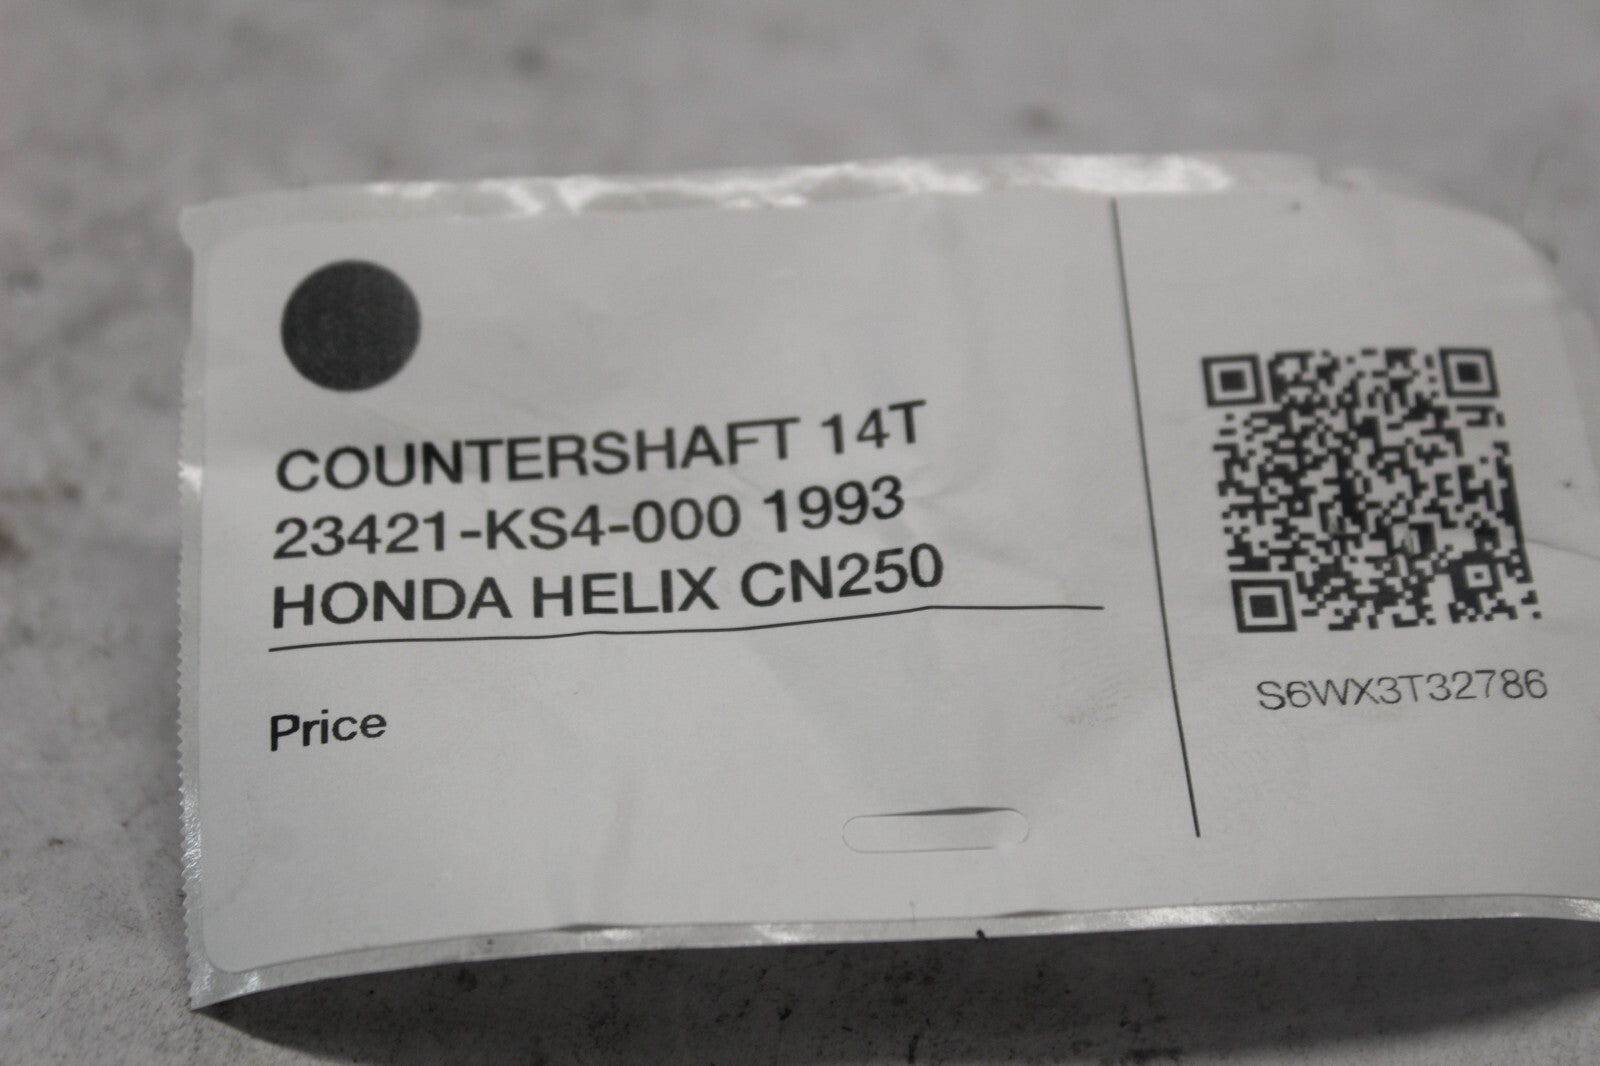 COUNTERSHAFT 14T
23421-KS4-000 1993
HONDA HELIX CN250
Price
S6WX3T32786